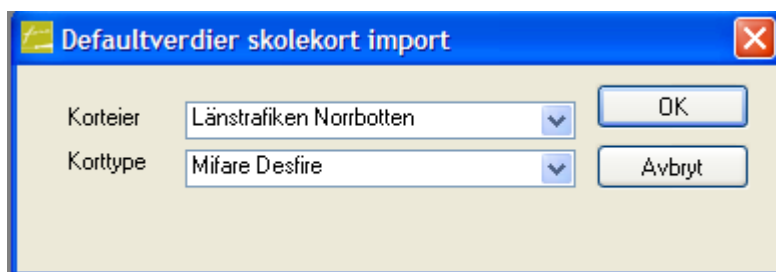 Defaultverdier skolekort import
Korteier Länstrafiken Norrbotten OK
Korttype Mifare Desfire Avbryt